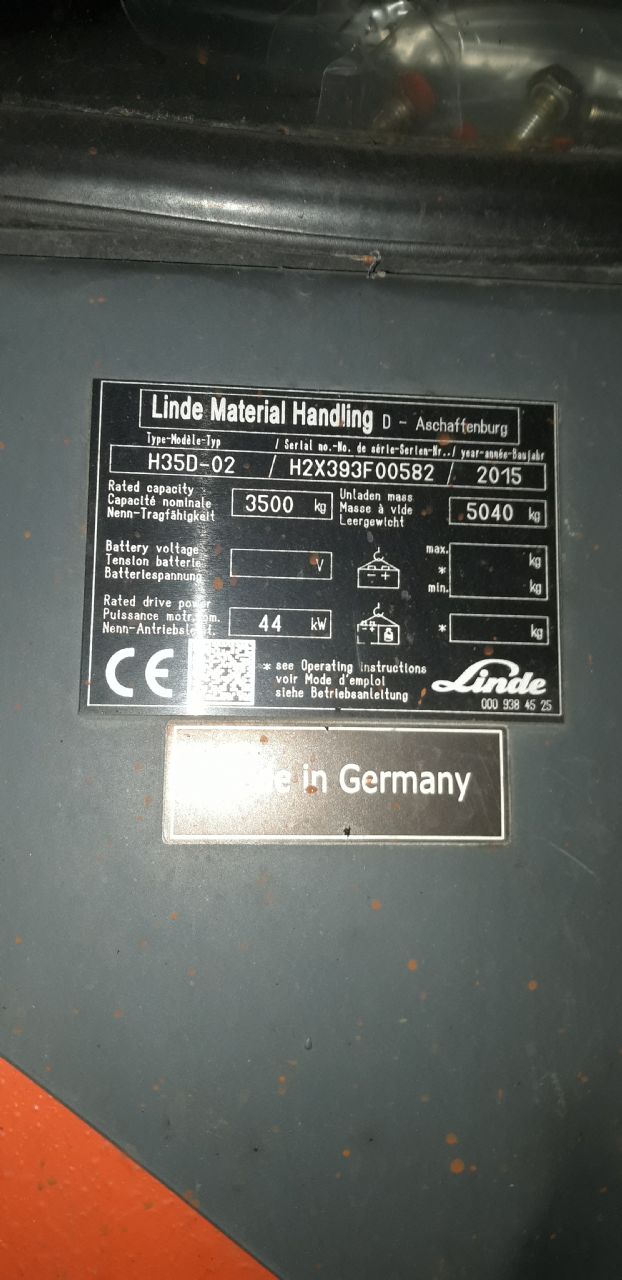 Linde Material Handling D - Aschaffenburg
Type-Modèle-Typ / Serial no.-No. de série-Serien-Nr.. / year-année-Baujahr
H35D-02 / H2X393F00582 / 2015
Rated capacity
Capacité nominale
Nenn-Tragfähigkeit
3500 kg
Unladen mass
Masse à vide
Leergewicht
5040 kg
Battery voltage
Tension batterie
Batteriespannung
V
max. kg
*
min. kg
Rated drive power
Puissance motr. nom.
Nenn-Antriebsleist.
44 kW
* kg
CE
* see Operating instructions
voir Mode d'emploi
siehe Betriebsanleitung
Linde
000 938 45 25
in Germany